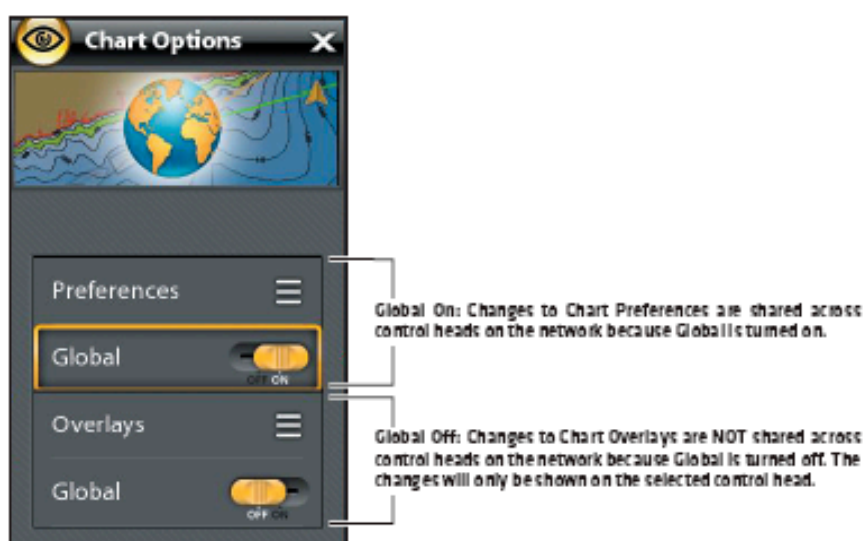 Chart Options
Preferences
Global
OFF ON
Overlays
Global
OFF ON
Global On: Changes to Chart Preferences are shared across
control heads on the network because Global is turned on.
Global Off: Changes to Chart Overlays are NOT shared across
control heads on the network because Global is turned off. The
changes will only be shown on the selected control head.